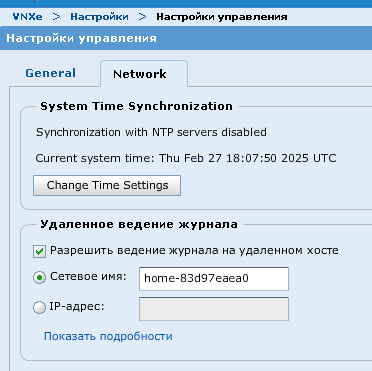 VNXe > Настройки > Настройки управления
Настройки управления
General Network
System Time Synchronization
Synchronization with NTP servers disabled
Current system time: Thu Feb 27 18:07:50 2025 UTC
Change Time Settings
Удаленное ведение журнала
Разрешить ведение журнала на удаленном хосте
Сетевое имя: home-83d97eaea0
IP-адрес:
Показать подробности